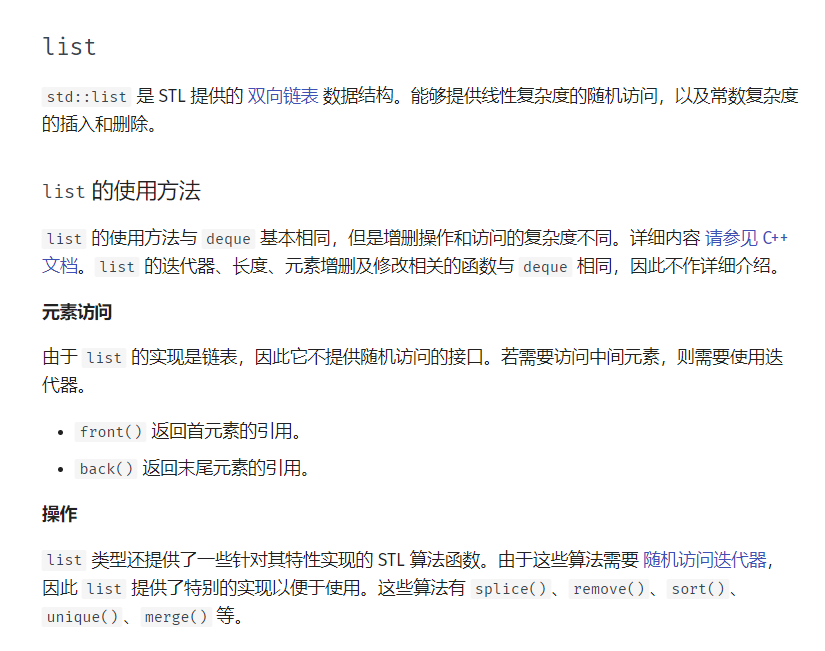 list
std::list 是 STL 提供的 双向链表 数据结构。能够提供线性复杂度的随机访问，以及常数复杂度
的插入和删除。
list 的使用方法
list 的使用方法与 deque 基本相同，但是增删操作和访问的复杂度不同。详细内容 请参见 C++
文档。list 的迭代器、长度、元素增删及修改相关的函数与 deque 相同，因此不作详细介绍。
元素访问
由于 list 的实现是链表，因此它不提供随机访问的接口。若需要访问中间元素，则需要使用迭
代器。
• front() 返回首元素的引用。
• back() 返回末尾元素的引用。
操作
list 类型还提供了一些针对其特性实现的 STL 算法函数。由于这些算法需要 随机访问迭代器，
因此 list 提供了特别的实现以便于使用。这些算法有 splice()、remove()、sort()、
unique()、merge() 等。